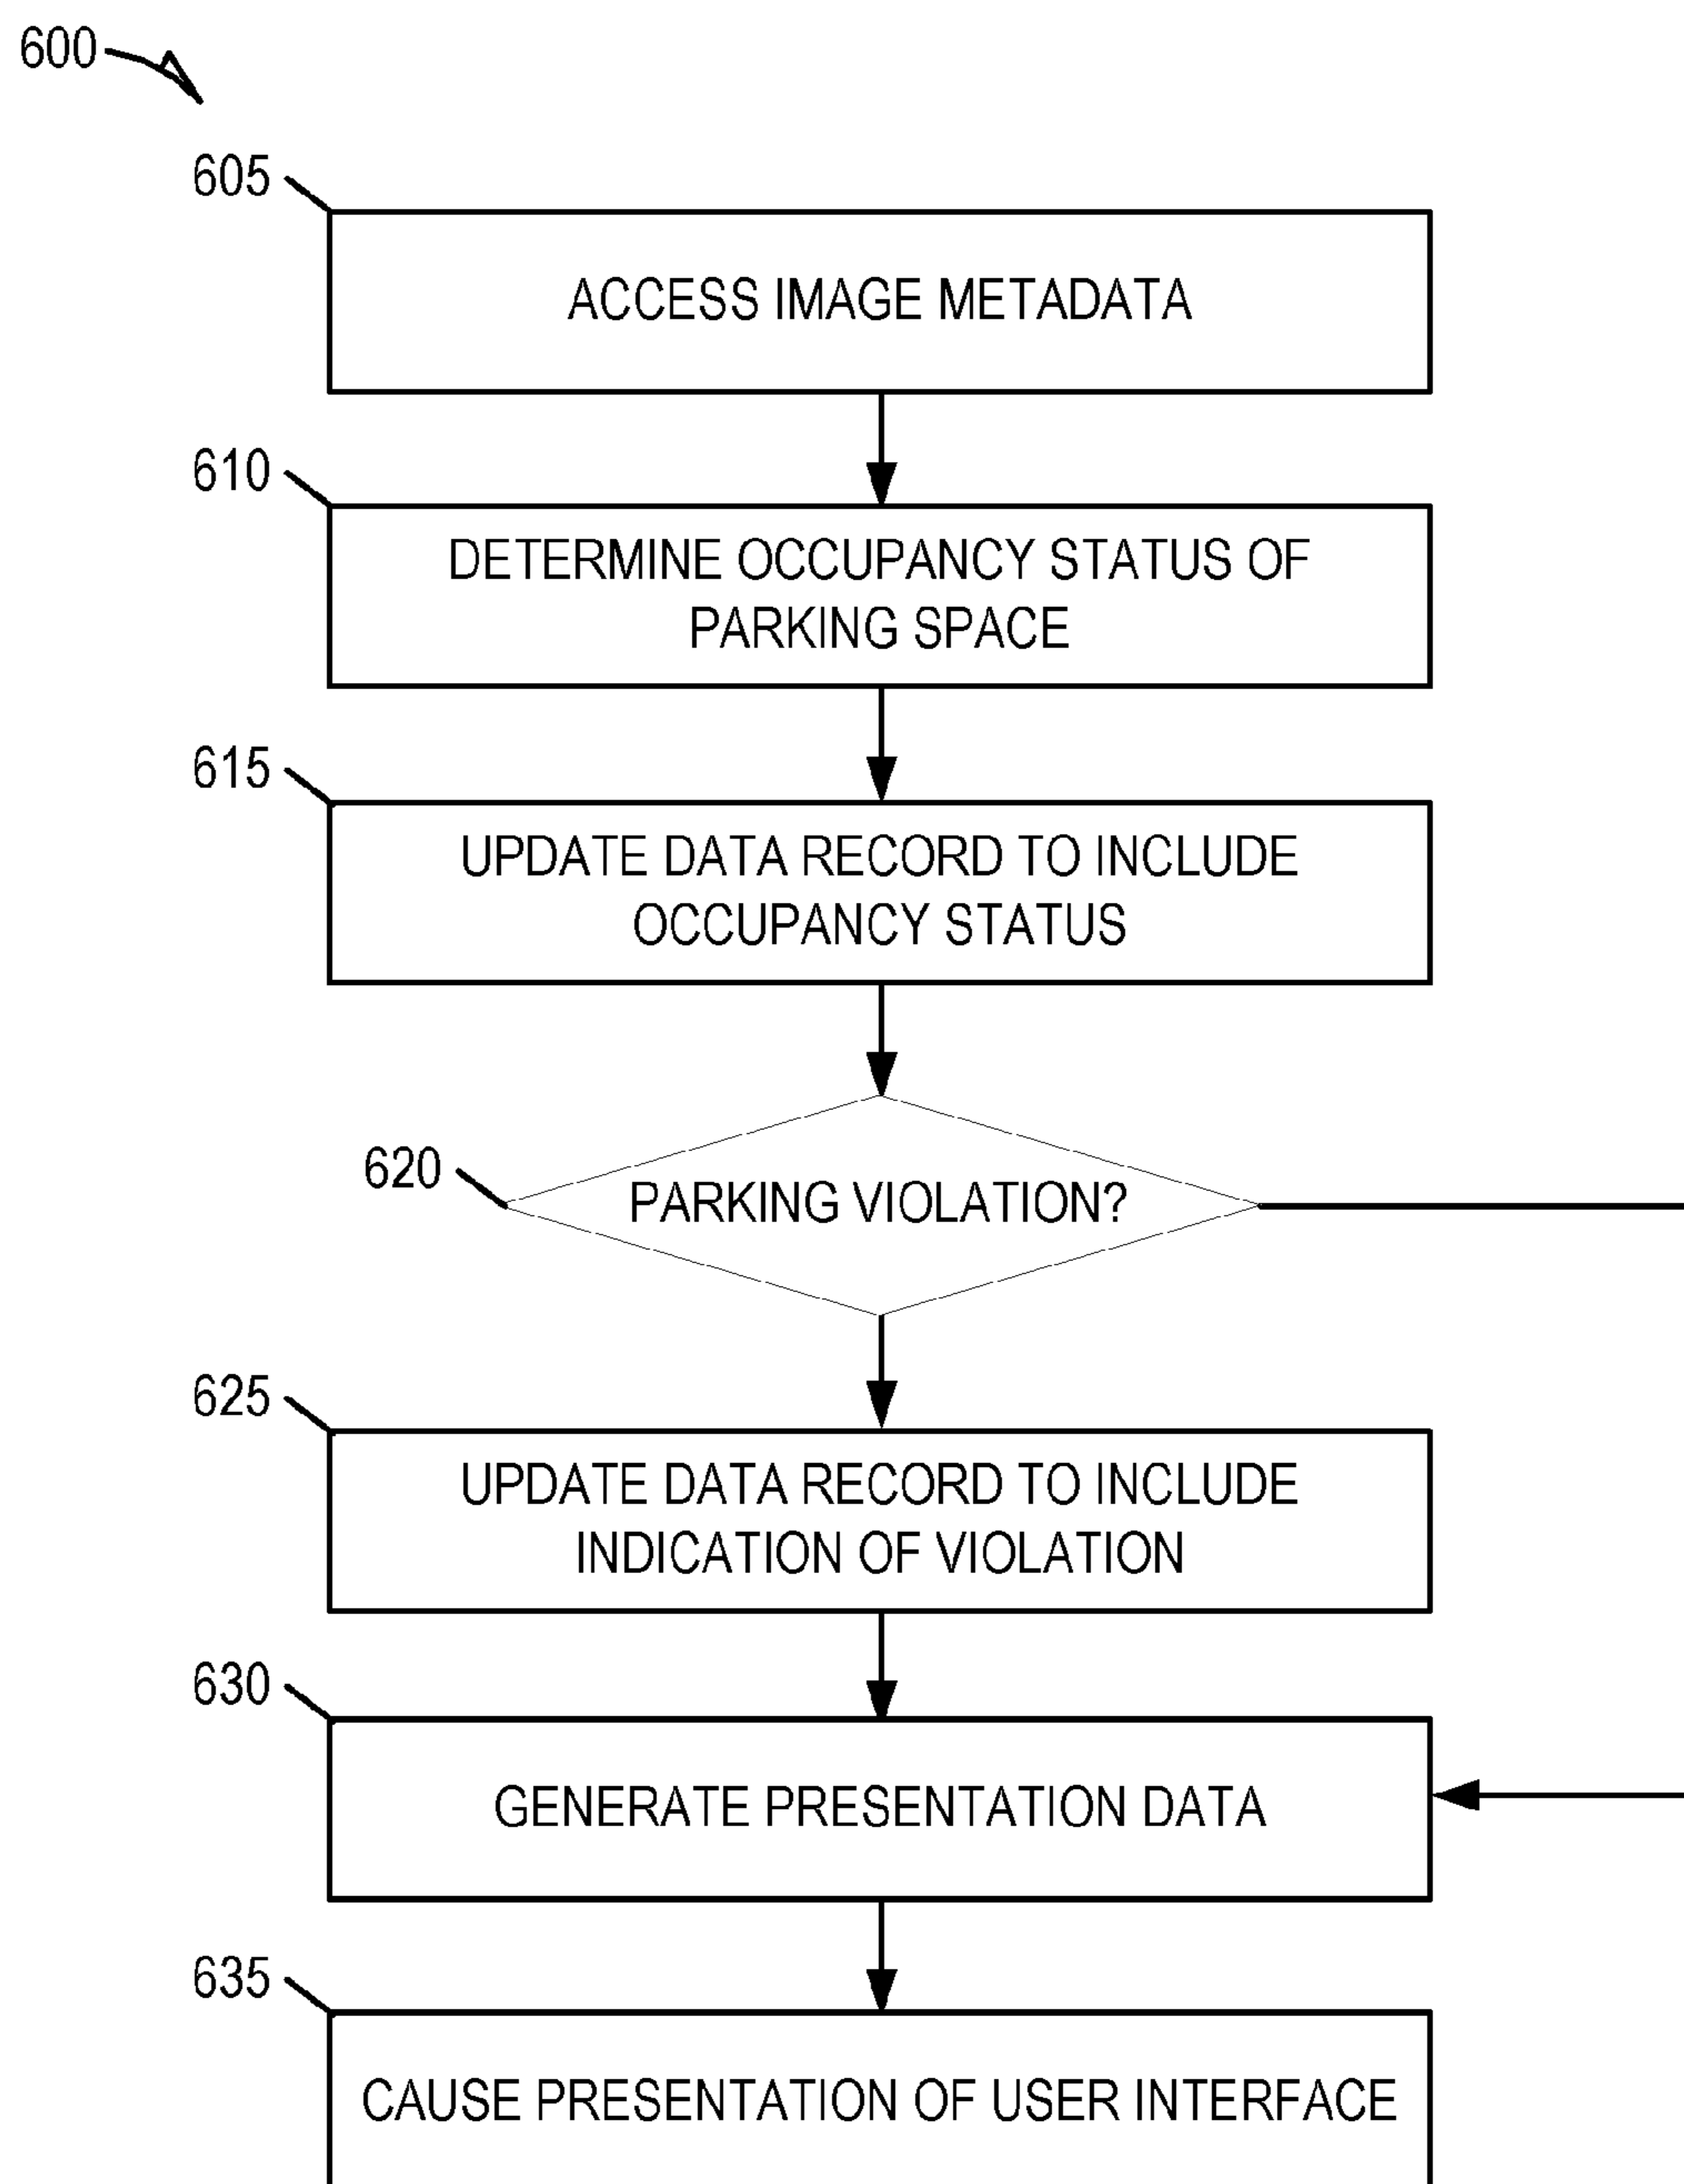 600
605
ACCESS IMAGE METADATA
610
DETERMINE OCCUPANCY STATUS OF
PARKING SPACE
615
UPDATE DATA RECORD TO INCLUDE
OCCUPANCY STATUS
620
PARKING VIOLATION?
625
UPDATE DATA RECORD TO INCLUDE
INDICATION OF VIOLATION
630
GENERATE PRESENTATION DATA
635
CAUSE PRESENTATION OF USER INTERFACE